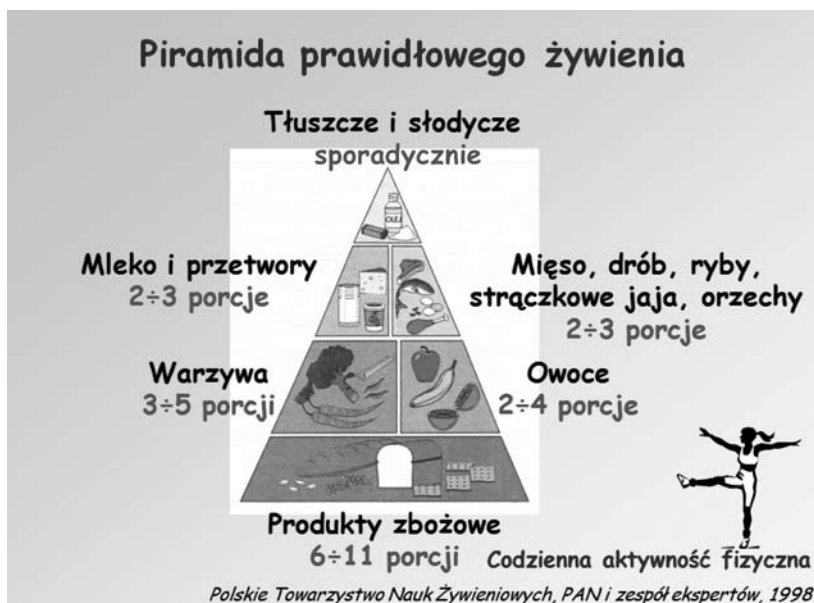 Piramida prawidłowego żywienia
Tłuszcze i słodycze
sporadycznie
OLEJ
Mleko i przetwory
2÷3 porcje
Mięso, drób, ryby,
strączkowe jaja, orzechy
2÷3 porcje
Warzywa
3÷5 porcji
Owoce
2÷4 porcje
Produkty zbożowe
6÷11 porcji
Codzienna aktywność fizyczna
Polskie Towarzystwo Nauk Żywieniowych, PAN i zespół ekspertów, 1998